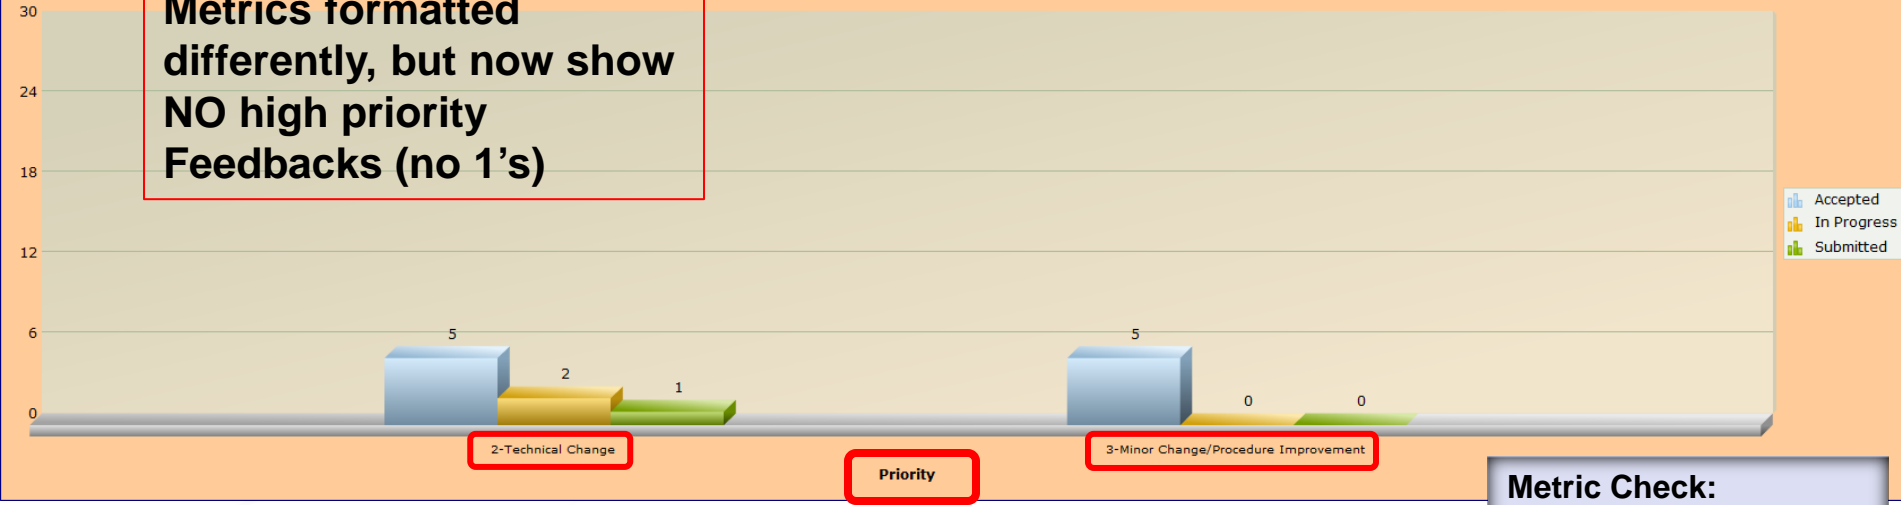 Metrics formatted
differently, but now show
NO high priority
Feedbacks (no 1's)
30
24
18
12
6
0
5
2
1
5
0
0
2-Technical Change
3-Minor Change/Procedure Improvement
Priority
Accepted
In Progress
Submitted
Metric Check: